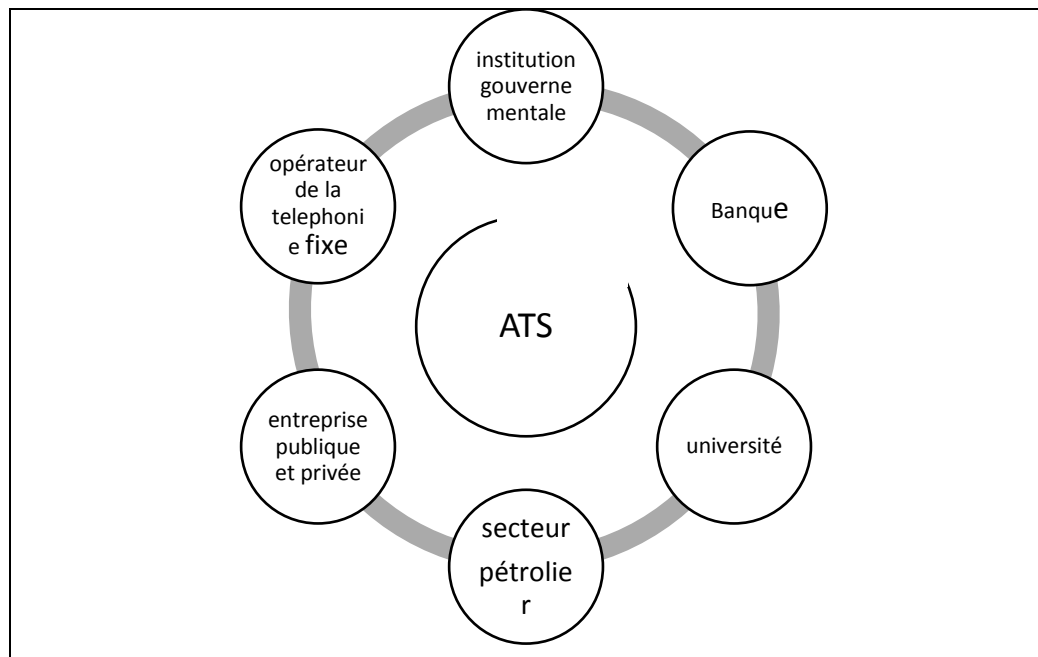 institution
gouverne
mentale
opérateur
de la
telephoni
e fixe
Banque
ATS
entreprise
publique
et privée
université
secteur
pétrolie
r